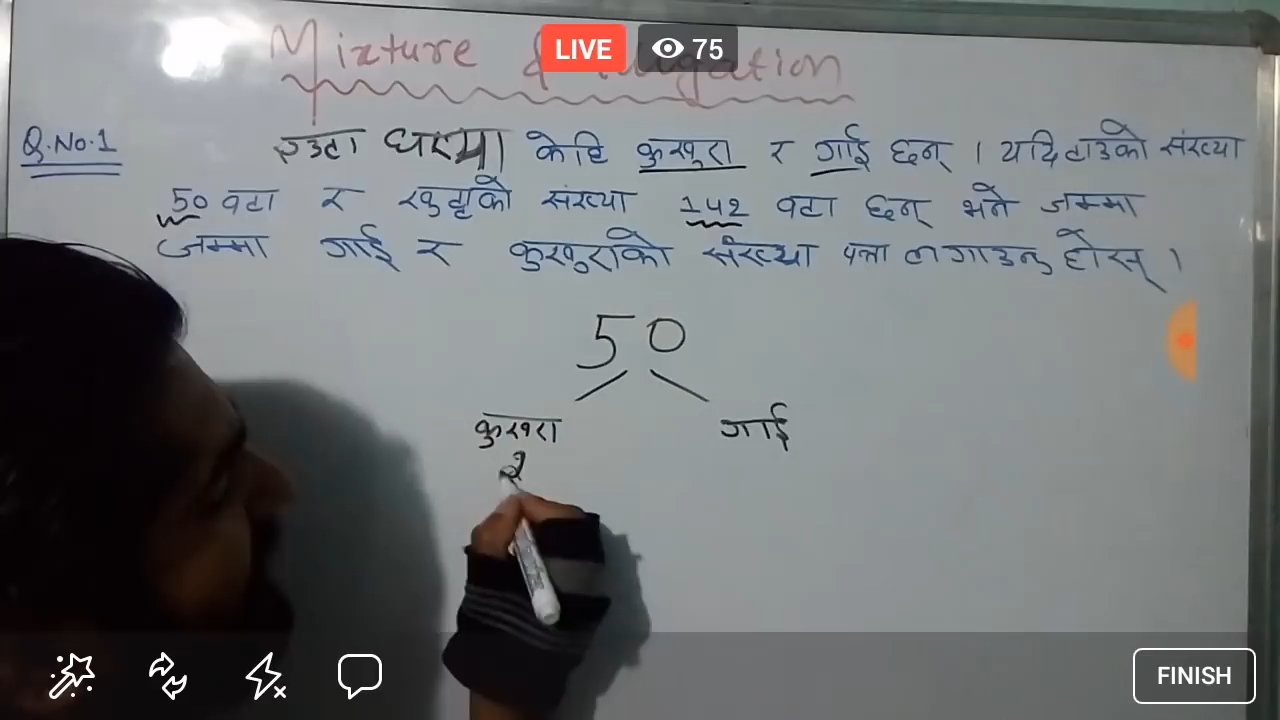 LIVE 75
Mixture & 
Q.No.1 एउटा घरमा केहि कुखुरा र गाई छन् । यदि टाउको संख्या
50 वटा र खुट्टाको संख्या 142 वटा छन् भने जम्मा
जम्मा गाई र कुखुराको संख्या पत्ता लगाउनु होस् ।
50
कुखरा गाई
2
FINISH